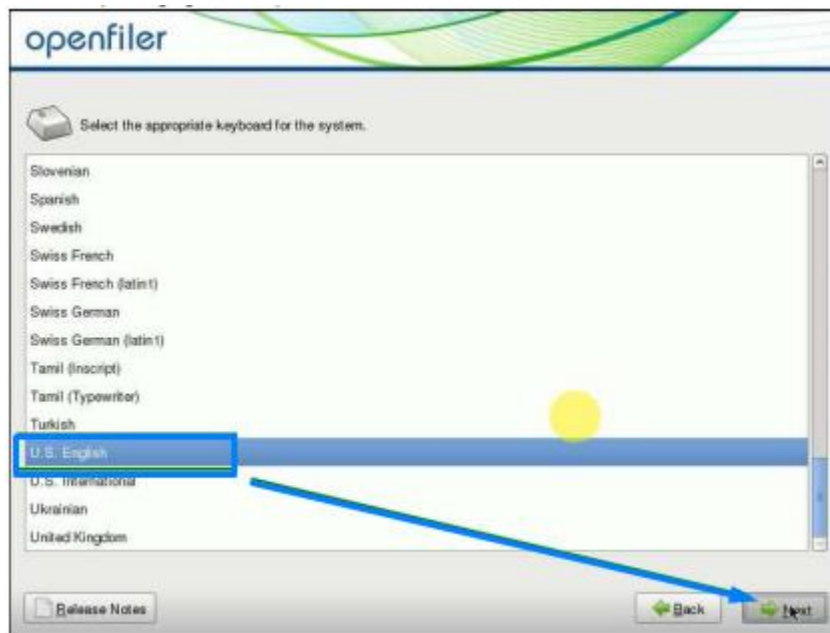 openfiler
Select the appropriate keyboard for the system.
Slovenian
Spanish
Swedish
Swiss French
Swiss French (latin1)
Swiss German
Swiss German (latin1)
Tamil (Inscript)
Tamil (Typewriter)
Turkish
U.S. English
U.S. International
Ukrainian
United Kingdom
Release Notes
Back
Next